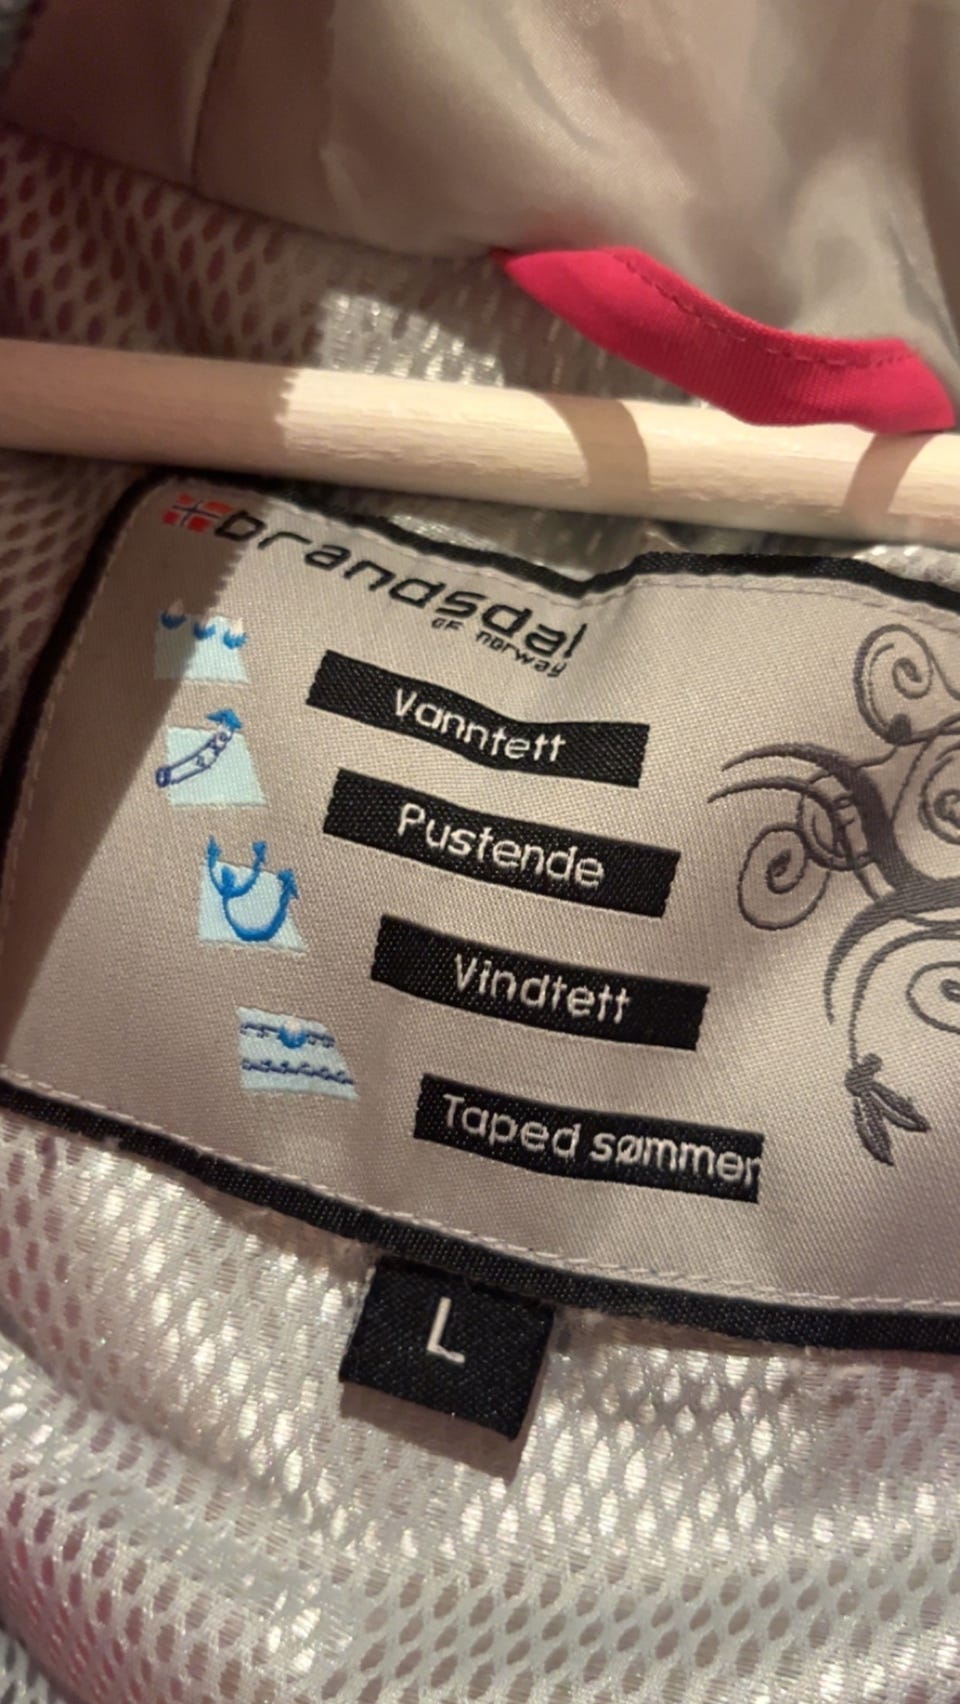 brandsdal
OF norway
Vanntett
Pustende
Vindtett
Taped sømmer
L